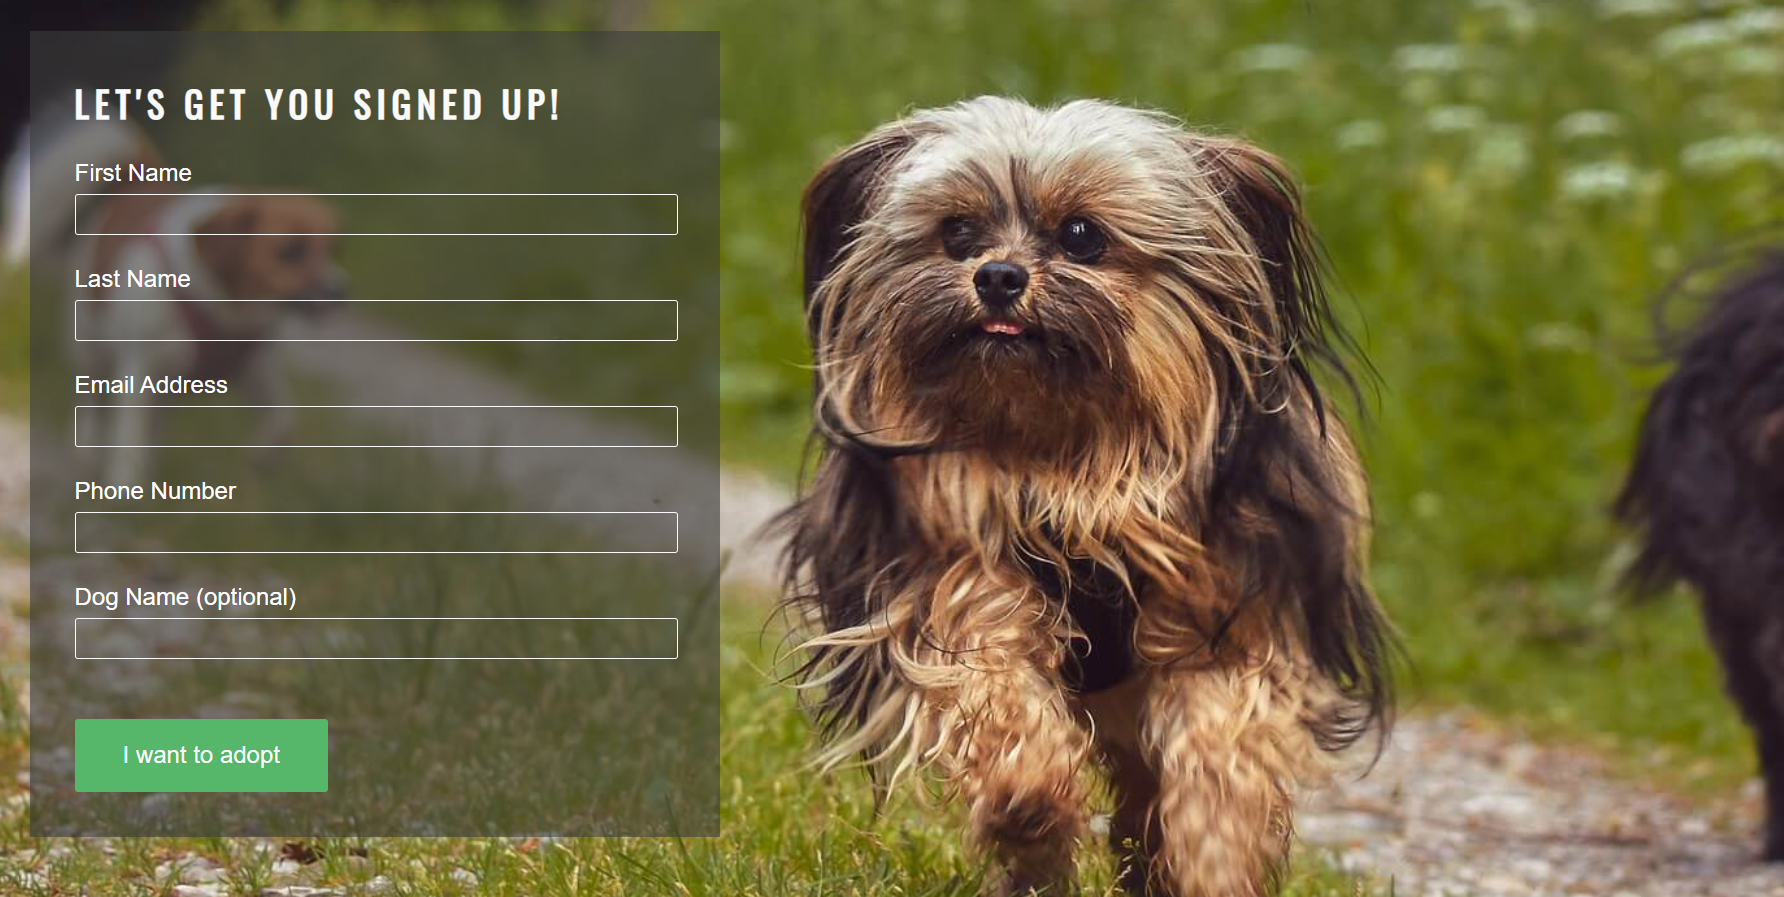 LET'S GET YOU SIGNED UP!
First Name
Last Name
Email Address
Phone Number
Dog Name (optional)
I want to adopt